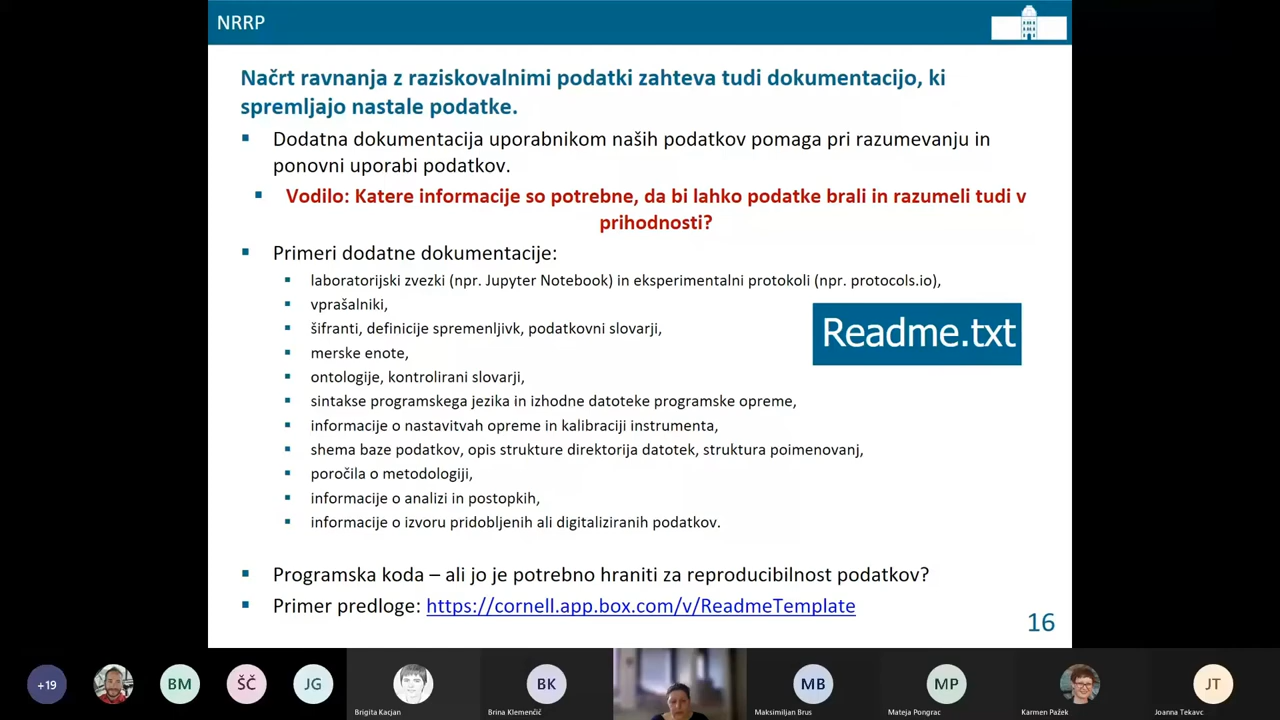 NRRP
Načrt ravnanja z raziskovalnimi podatki zahteva tudi dokumentacijo, ki
spremljajo nastale podatke.
Dodatna dokumentacija uporabnikom naših podatkov pomaga pri razumevanju in
ponovni uporabi podatkov.
Vodilo: Katere informacije so potrebne, da bi lahko podatke brali in razumeli tudi v
prihodnosti?
Primeri dodatne dokumentacije:
laboratorijski zvezki (npr. Jupyter Notebook) in eksperimentalni protokoli (npr. protocols.io),
vprašalniki,
šifranti, definicije spremenljivk, podatkovni slovarji,
merske enote,
ontologije, kontrolirani slovarji,
sintakse programskega jezika in izhodne datoteke programske opreme,
informacije o nastavitvah opreme in kalibraciji instrumenta,
shema baze podatkov, opis strukture direktorija datotek, struktura poimenovanj,
poročila o metodologiji,
informacije o analizi in postopkih,
informacije o izvoru pridobljenih ali digitaliziranih podatkov.
Readme.txt
Programska koda – ali jo je potrebno hraniti za reproducibilnost podatkov?
Primer predloge: https://cornell.app.box.com/v/ReadmeTemplate
16
+19
BM
ŠČ
JG
Brigita Kacjan
BK
Brina Klemenčič
MB
Maksimiljan Brus
MP
Mateja Pongrac
Karmen Pažek
JT
Joanna Tekavc